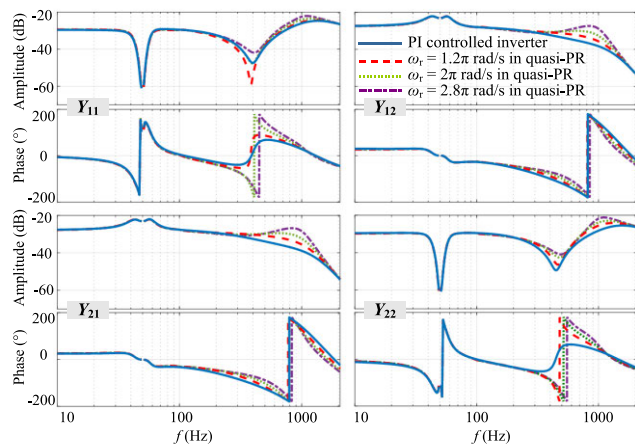 Amplitude (dB)
-20
-40
-60
Y11
Phase (°)
200
0
-200
PI controlled inverter
ωr = 1.2π rad/s in quasi-PR
ωr = 2π rad/s in quasi-PR
ωr = 2.8π rad/s in quasi-PR
Y12
Amplitude (dB)
-20
-40
-60
Y21
Phase (°)
200
0
-200
10
100
1000
f (Hz)
Y22
10
100
1000
f (Hz)